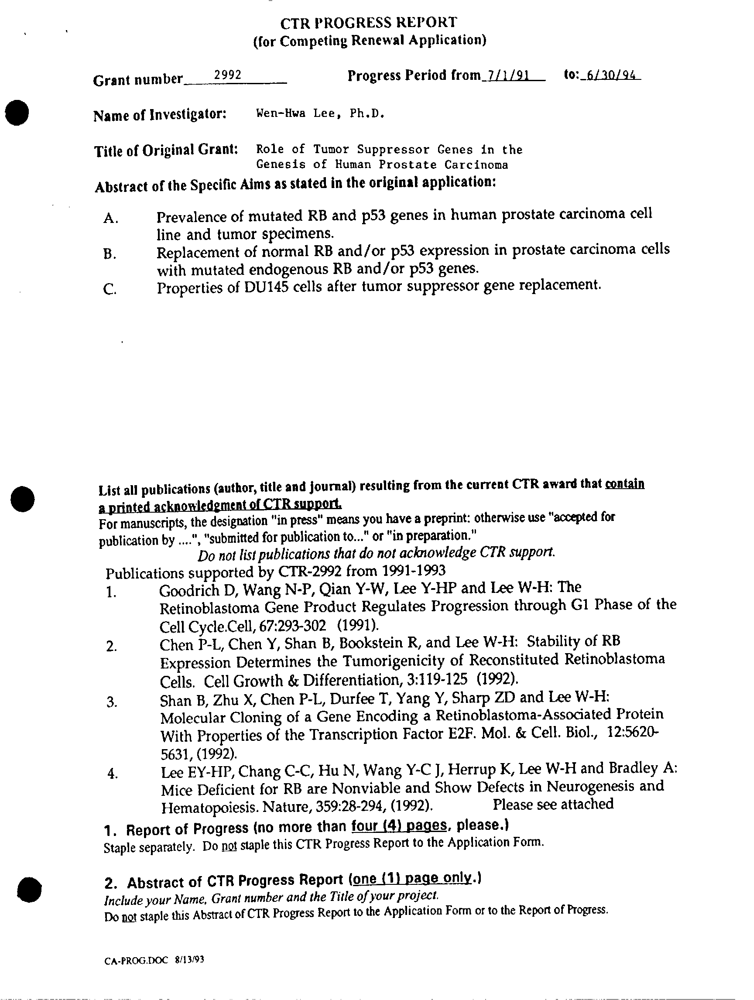 CTR PROGRESS REPORT
(for Competing Renewal Application)
Grant number 2992 Progress Period from 7/1/91 to: 6/30/94
Name of Investigator: Wen-Hwa Lee, Ph.D.
Title of Original Grant: Role of Tumor Suppressor Genes in the
Genesis of Human Prostate Carcinoma
Abstract of the Specific Aims as stated in the original application:
A. Prevalence of mutated RB and p53 genes in human prostate carcinoma cell
line and tumor specimens.
B. Replacement of normal RB and/or p53 expression in prostate carcinoma cells
with mutated endogenous RB and/or p53 genes.
C. Properties of DU145 cells after tumor suppressor gene replacement.
List all publications (author, title and journal) resulting from the current CTR award that contain
a printed acknowledgment of CTR support.
For manuscripts, the designation "in press" means you have a preprint: otherwise use "accepted for
publication by ....", "submitted for publication to..." or "in preparation."
Do not list publications that do not acknowledge CTR support.
Publications supported by CTR-2992 from 1991-1993
1. Goodrich D, Wang N-P, Qian Y-W, Lee Y-HP and Lee W-H: The
Retinoblastoma Gene Product Regulates Progression through G1 Phase of the
Cell Cycle.Cell, 67:293-302 (1991).
2. Chen P-L, Chen Y, Shan B, Bookstein R, and Lee W-H: Stability of RB
Expression Determines the Tumorigenicity of Reconstituted Retinoblastoma
Cells. Cell Growth & Differentiation, 3:119-125 (1992).
3. Shan B, Zhu X, Chen P-L, Durfee T, Yang Y, Sharp ZD and Lee W-H:
Molecular Cloning of a Gene Encoding a Retinoblastoma-Associated Protein
With Properties of the Transcription Factor E2F. Mol. & Cell. Biol., 12:5620-
5631, (1992).
4. Lee EY-HP, Chang C-C, Hu N, Wang Y-C J, Herrup K, Lee W-H and Bradley A:
Mice Deficient for RB are Nonviable and Show Defects in Neurogenesis and
Hematopoiesis. Nature, 359:28-294, (1992). Please see attached
1. Report of Progress (no more than four (4) pages, please.)
Staple separately. Do not staple this CTR Progress Report to the Application Form.
2. Abstract of CTR Progress Report (one (1) page only.)
Include your Name, Grant number and the Title of your project.
Do not staple this Abstract of CTR Progress Report to the Application Form or to the Report of Progress.
CA-PROG.DOC 8/13/93